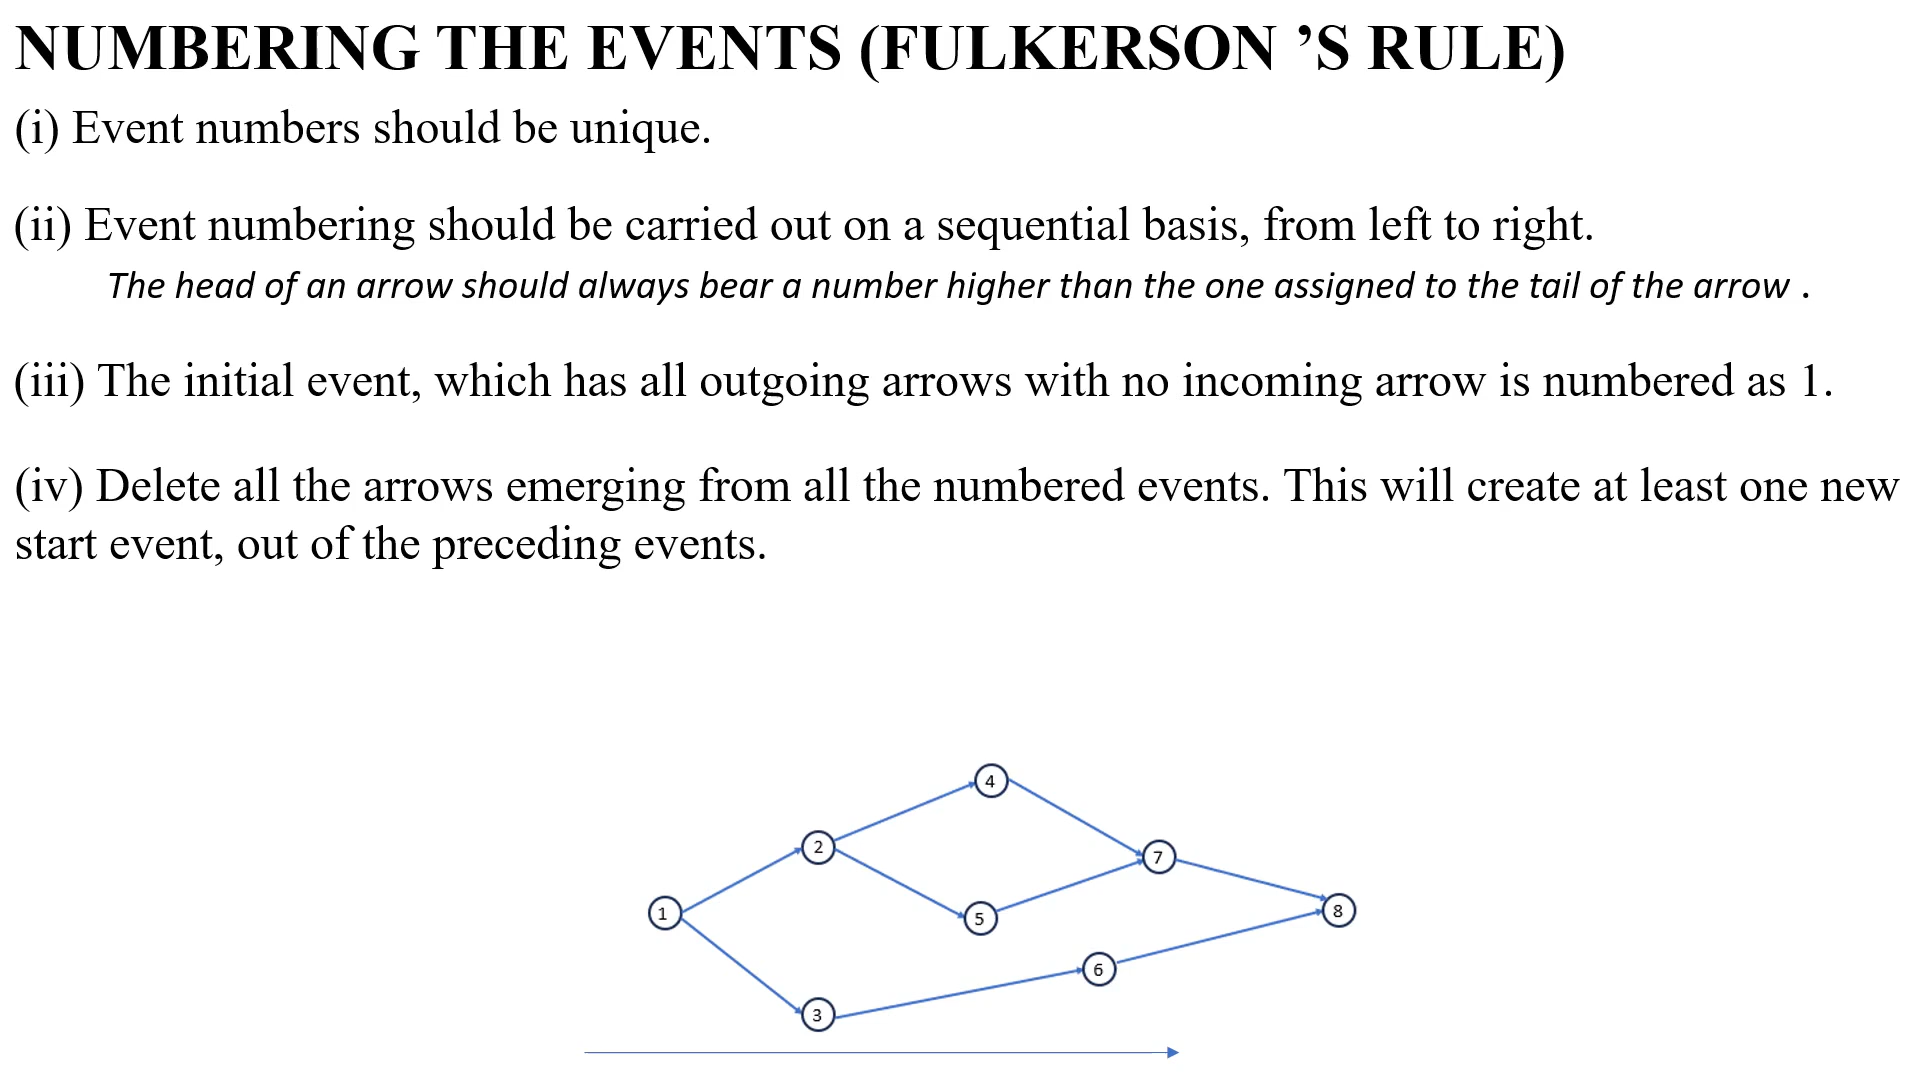 NUMBERING THE EVENTS (FULKERSON ’S RULE)
(i) Event numbers should be unique.
(ii) Event numbering should be carried out on a sequential basis, from left to right.
The head of an arrow should always bear a number higher than the one assigned to the tail of the arrow .
(iii) The initial event, which has all outgoing arrows with no incoming arrow is numbered as 1.
(iv) Delete all the arrows emerging from all the numbered events. This will create at least one new
start event, out of the preceding events.
4
2
7
1
5
8
6
3